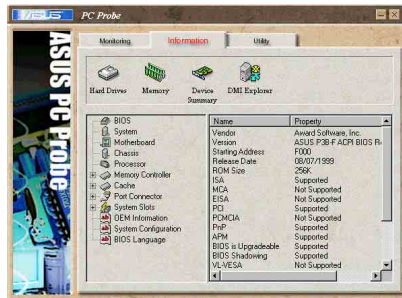 ASUS PC Probe
ASUS PC Probe
Monitoring Information Utility
Hard Drives Memory Device Summary DMI Explorer
BIOS
System
Motherboard
Chassis
Processor
Memory Controller
Cache
Port Connector
System Slots
OEM Information
System Configuration
BIOS Language
Name Property
Vendor Award Software, Inc.
Version ASUS P3B-F ACPI BIOS R
Starting Address F000
Release Date 08/07/1999
ROM Size 256K
ISA Supported
MCA Not Supported
EISA Not Supported
PCI Supported
PCMCIA Not Supported
PnP Supported
APM Supported
BIOS is Upgradeable Supported
BIOS Shadowing Supported
VL-VESA Not Supported